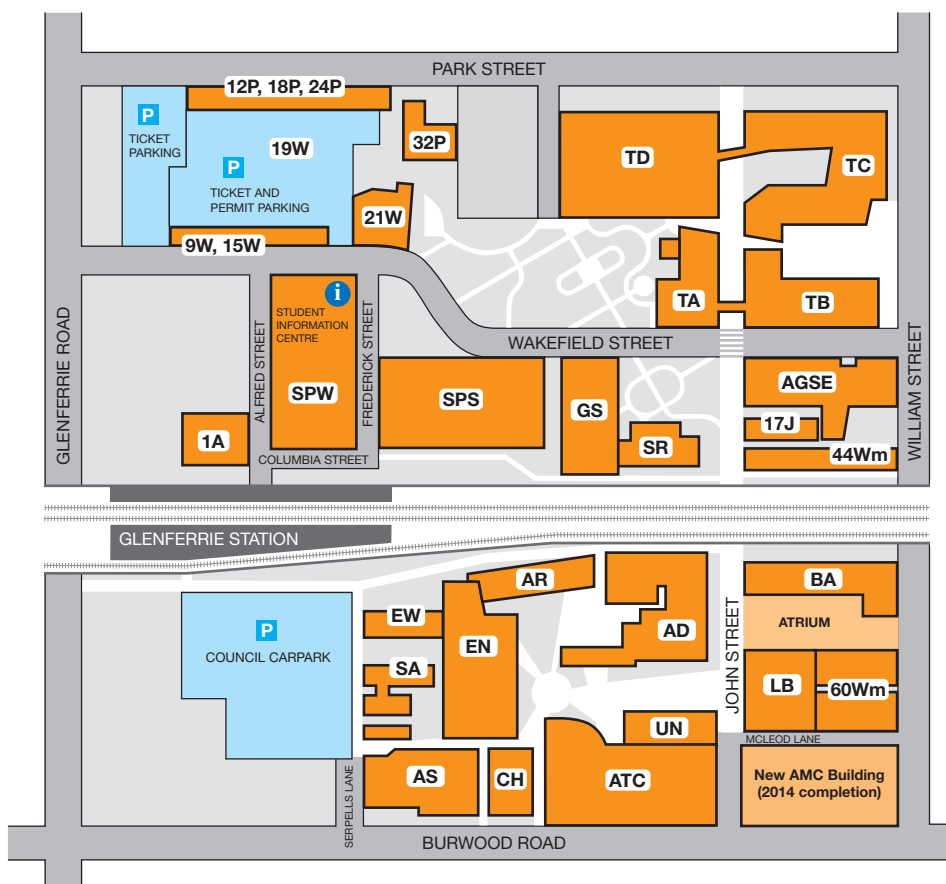 PARK STREET
12P, 18P, 24P
P
TICKET
PARKING
19W
P
TICKET AND
PERMIT PARKING
32P
TD
TC
21W
9W, 15W
TA
TB
GLENFERRIE ROAD
ALFRED STREET
i
STUDENT
INFORMATION
CENTRE
SPW
FREDERICK STREET
WAKEFIELD STREET
SPS
GS
SR
AGSE
17J
44Wm
WILLIAM STREET
1A
COLUMBIA STREET
GLENFERRIE STATION
AR
BA
EW
EN
AD
JOHN STREET
ATRIUM
P
COUNCIL CARPARK
SA
LB
60Wm
UN
MCLEOD LANE
SERPELLS LANE
AS
CH
ATC
New AMC Building
(2014 completion)
BURWOOD ROAD